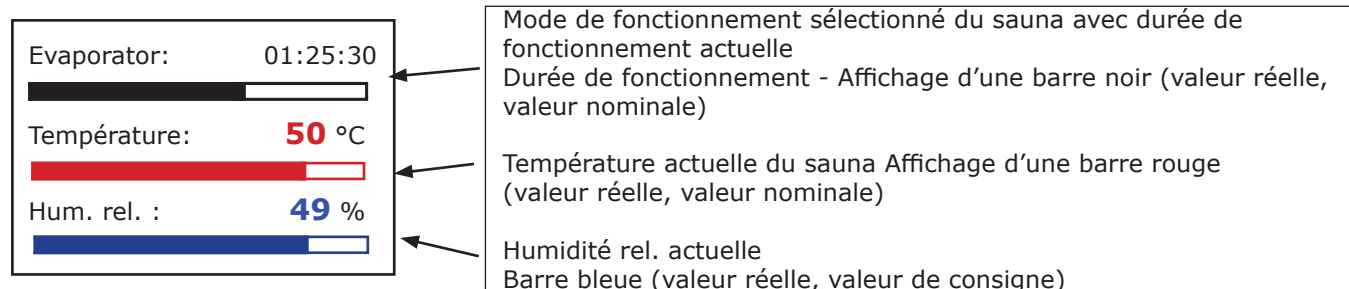 Evaporator: 01:25:30
Température: 50 °C
Hum. rel. : 49 %
Mode de fonctionnement sélectionné du sauna avec durée de
fonctionnement actuelle
Durée de fonctionnement - Affichage d'une barre noir (valeur réelle,
valeur nominale)
Température actuelle du sauna Affichage d'une barre rouge
(valeur réelle, valeur nominale)
Humidité rel. actuelle
Barre bleue (valeur réelle, valeur de consigne)